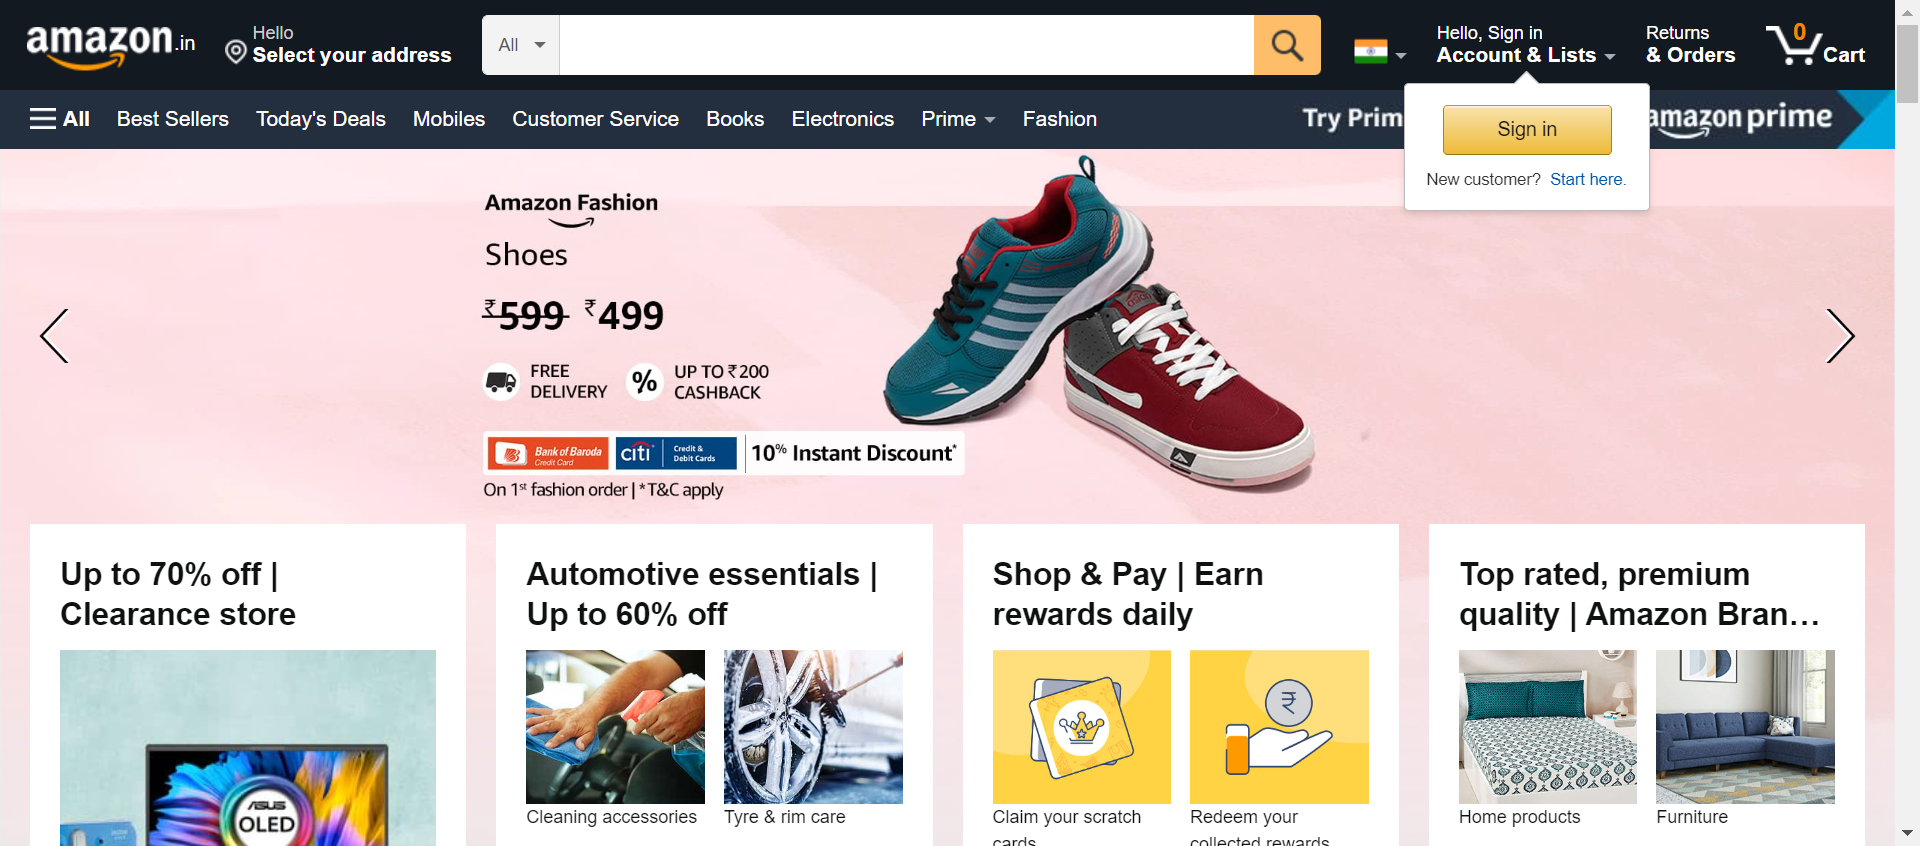 amazon.in
Hello
Select your address
All
Hello, Sign in
Account & Lists
Returns
& Orders
0
Cart
All
Best Sellers
Today's Deals
Mobiles
Customer Service
Books
Electronics
Prime
Fashion
Try Prim
amazon prime
Sign in
New customer? Start here.
Amazon Fashion
Shoes
₹599 ₹499
FREE
DELIVERY
%
UP TO ₹200
CASHBACK
Bank of Baroda
Credit Card
citi
Credit &
Debit Cards
10% Instant Discount*
On 1st fashion order | *T&C apply
Up to 70% off |
Clearance store
ASUS
OLED
Automotive essentials |
Up to 60% off
Cleaning accessories
Tyre & rim care
Shop & Pay | Earn
rewards daily
₹
Claim your scratch
cards
Redeem your
collected rewards
Top rated, premium
quality | Amazon Bran…
Home products
Furniture